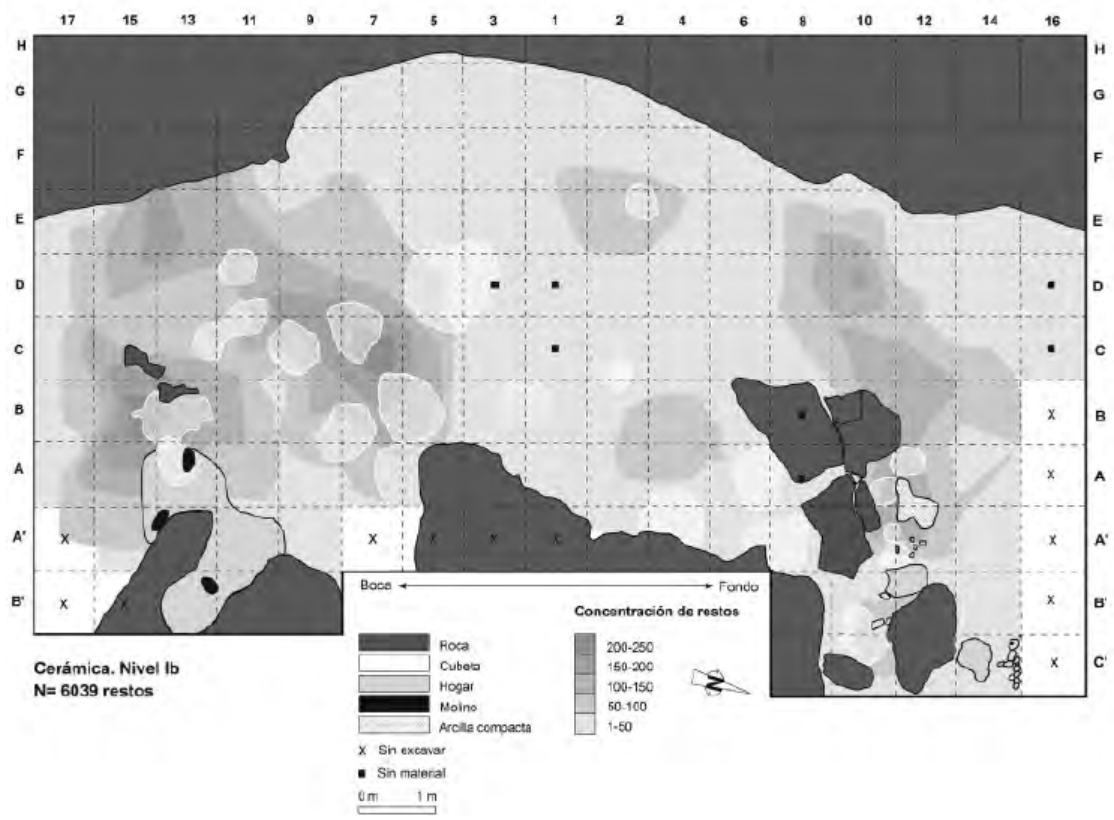 17 15 13 11 9 7 5 3 1 2 4 6 8 10 12 14 16
H H
G G
F F
E E
D D
C C
B X B
A X A
A' X X X X X X A'
B' X X X B'
X C'
Boca Fondo
Concentración de restos
Roca 200-250
Cubeta 150-200
Hogar 100-150
Molino 50-100
Arcilla compacta 1-50
X Sin excavar
Sin material
0 m 1 m
N
Cerámica. Nivel Ib
N= 6039 restos